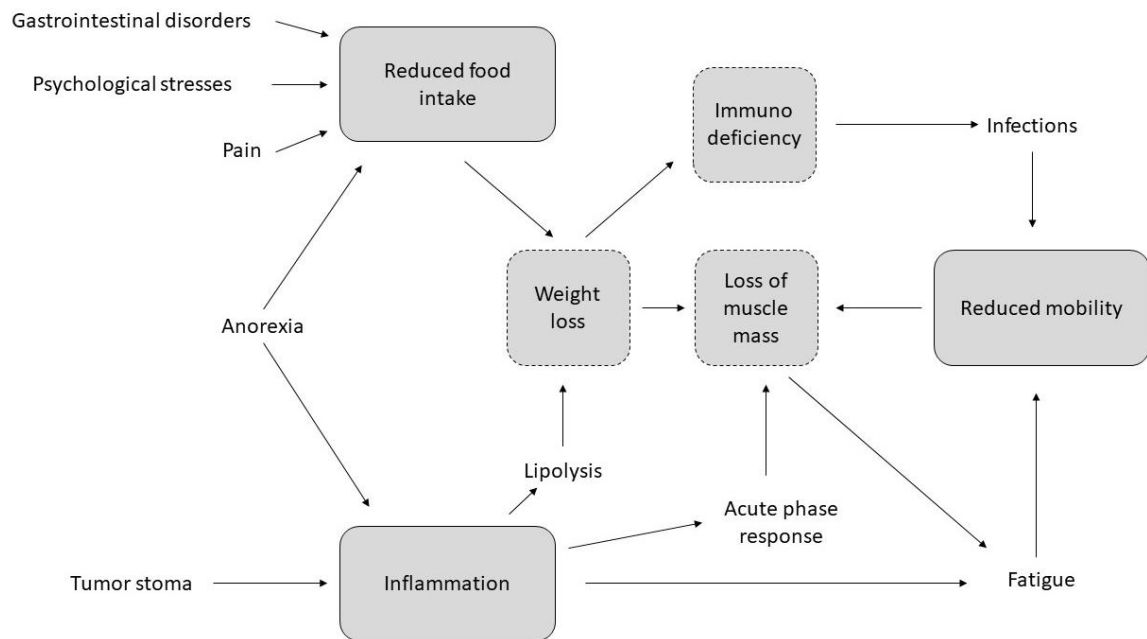 Gastrointestinal disorders
Psychological stresses
Pain
Reduced food
intake
Immuno
deficiency
Infections
Anorexia
Weight
loss
Loss of
muscle
mass
Reduced mobility
Lipolysis
Acute phase
response
Tumor stoma
Inflammation
Fatigue